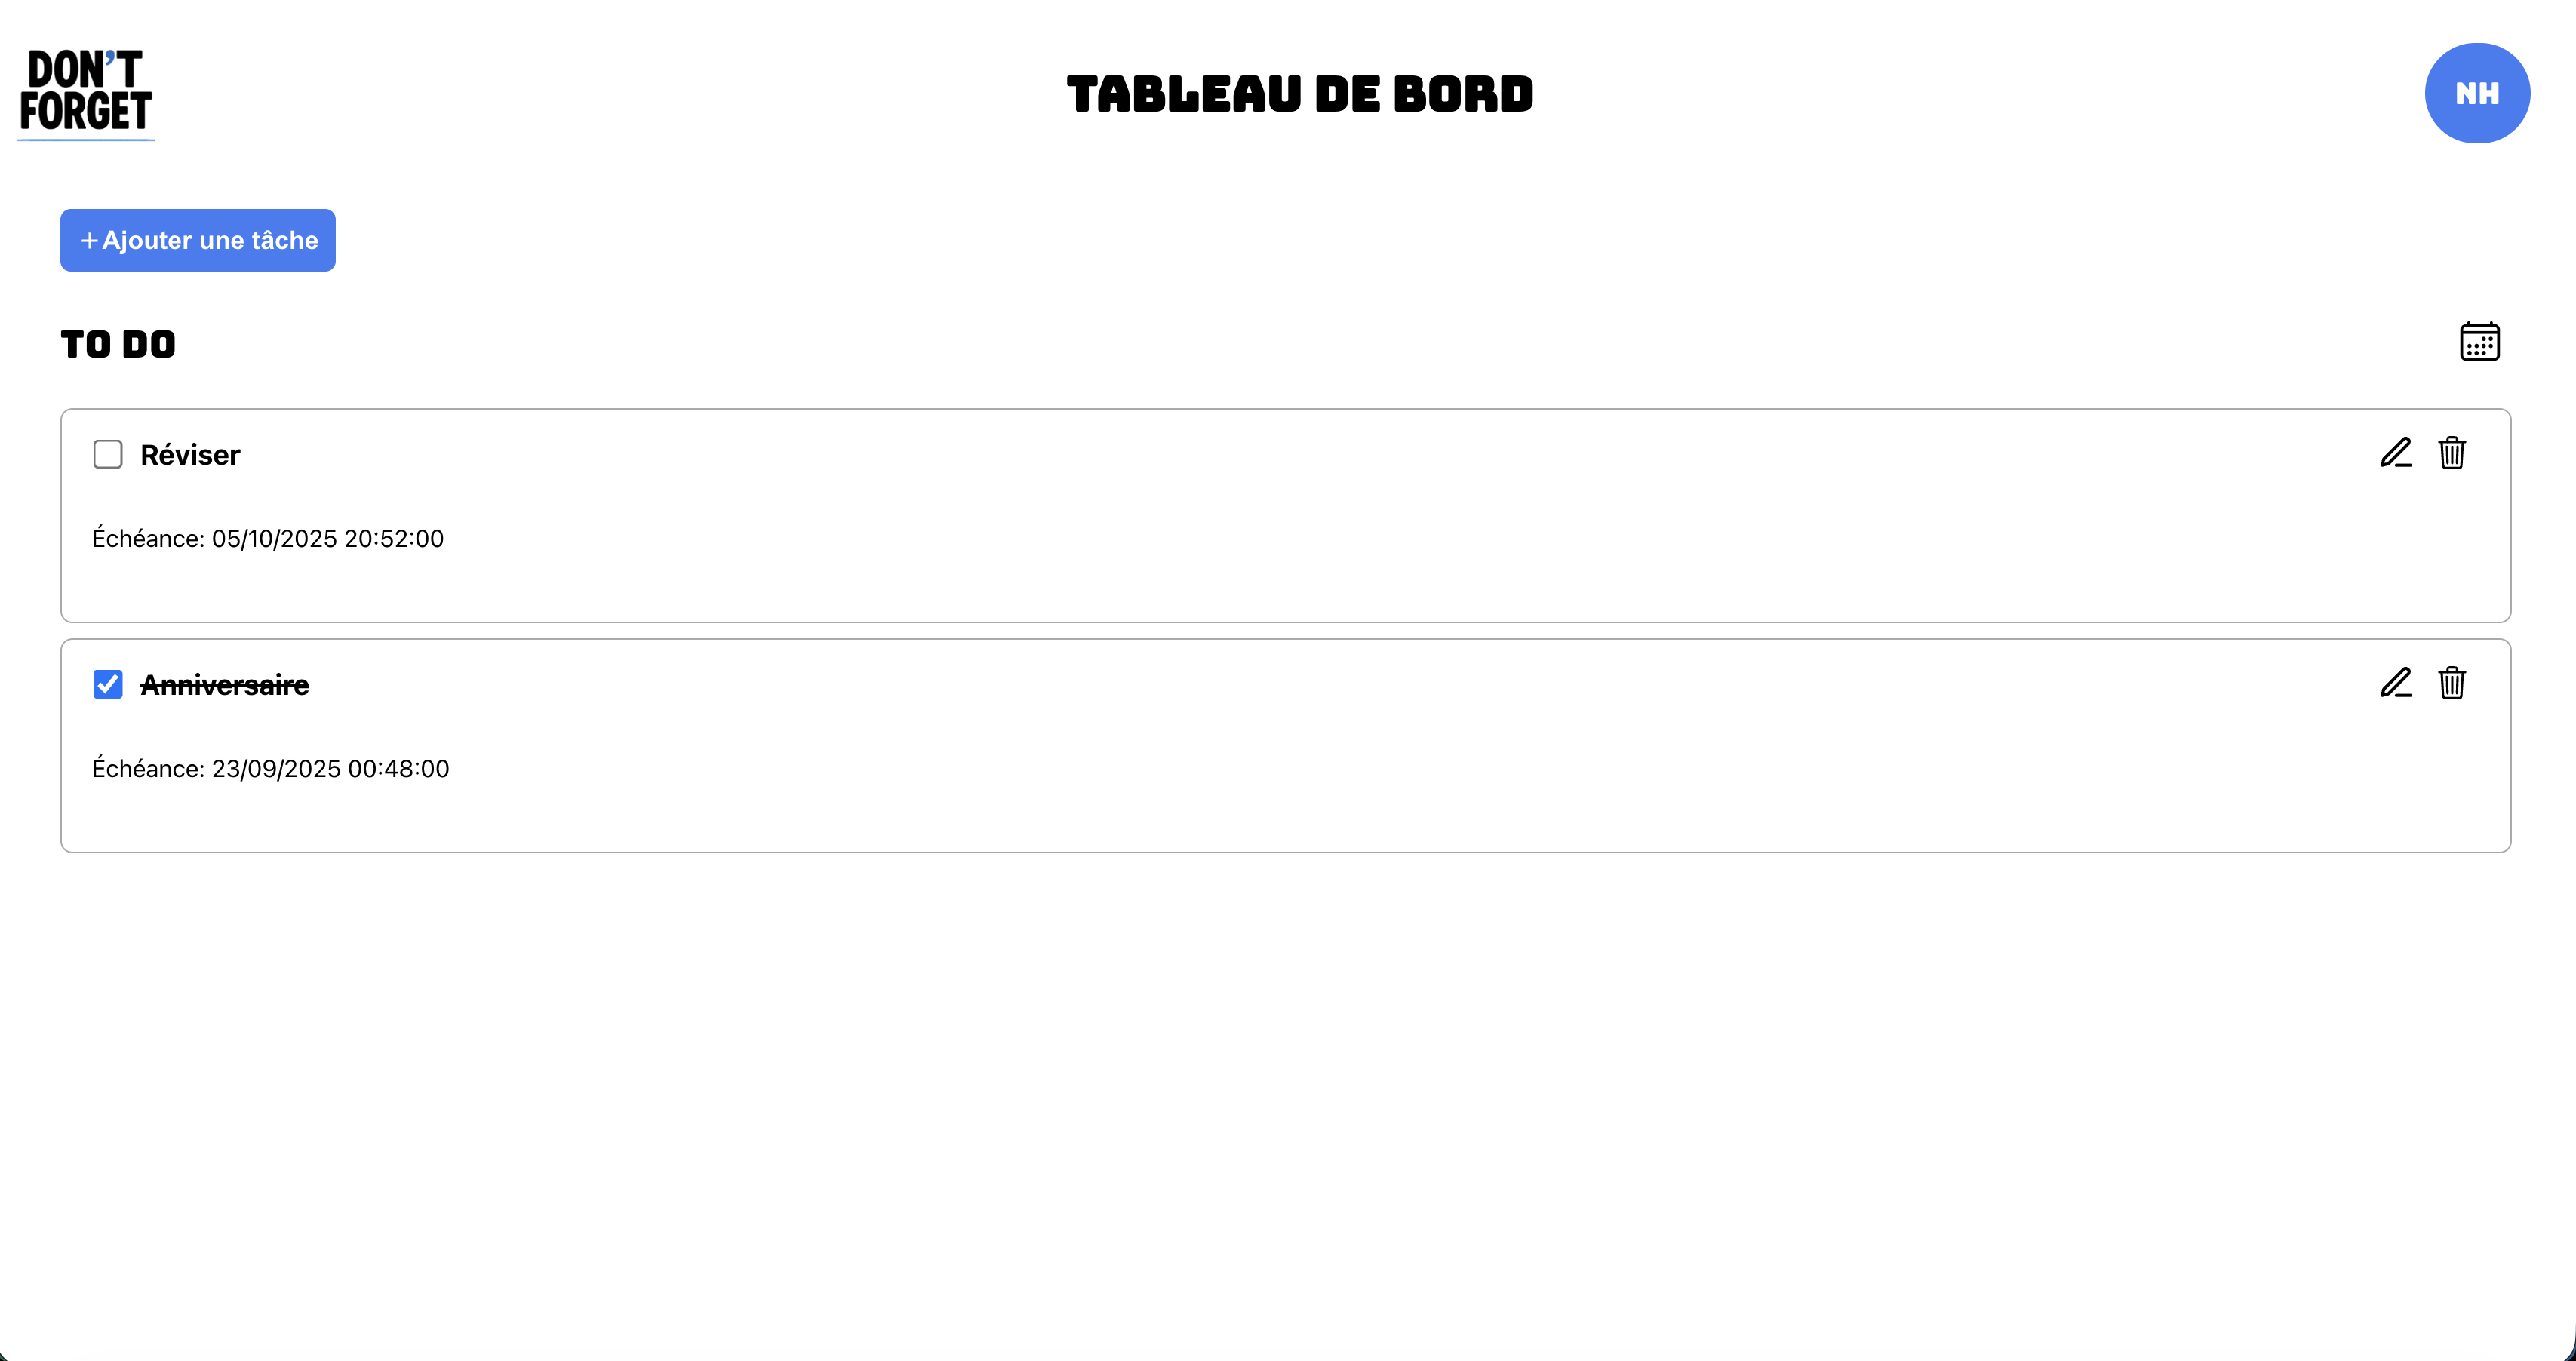 DON'T
FORGET
TABLEAU DE BORD
NH
+Ajouter une tâche
TO DO
Réviser
Échéance: 05/10/2025 20:52:00
Anniversaire
Échéance: 23/09/2025 00:48:00